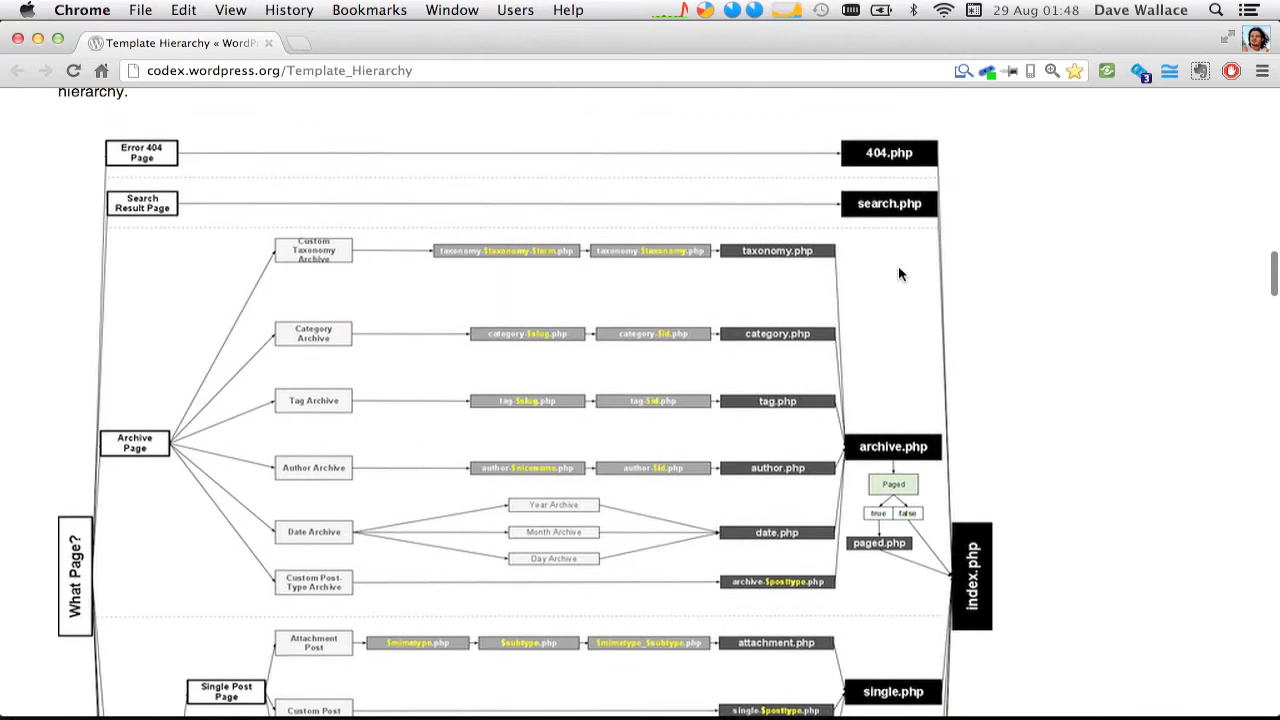 Chrome File Edit View History Bookmarks Window Users Help 29 Aug 01:48 Dave Wallace
Template Hierarchy « WordPr
codex.wordpress.org/Template_Hierarchy
3
hierarchy.
Error 404
Page
404.php
Search
Result Page
search.php
Custom
Taxonomy
Archive
taxonomy-$taxonomy-$term.php
taxonomy-$taxonomy.php
taxonomy.php
Category
Archive
category-$slug.php
category-$id.php
category.php
Tag Archive
tag-$slug.php
tag-$id.php
tag.php
Archive
Page
archive.php
Author Archive
author-$nicename.php
author-$id.php
author.php
Paged
true false
paged.php
Year Archive
Date Archive
Month Archive
date.php
Day Archive
Custom Post-
Type Archive
archive-$posttype.php
What Page?
index.php
Attachment
Post
$mimetype.php
$subtype.php
$mimetype_$subtype.php
attachment.php
Single Post
Page
single.php
Custom Post
single-$posttype.php